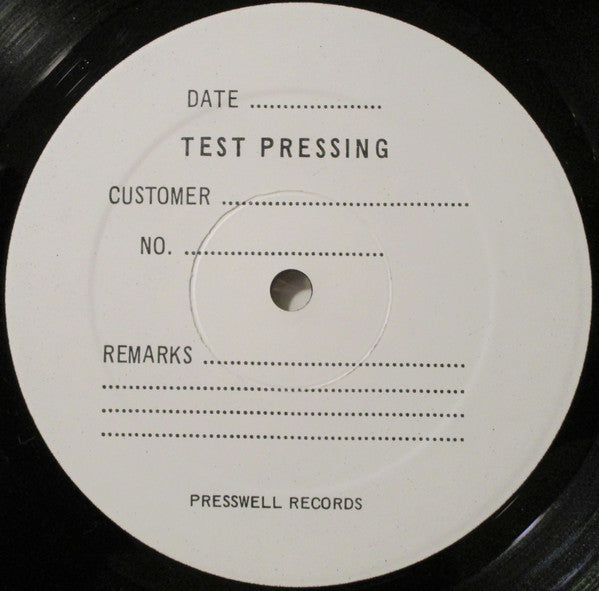 DATE ....................
TEST PRESSING
CUSTOMER ......................................
NO. ..............................
REMARKS ........................................
.......................................................
.......................................................
.......................................................
PRESSWELL RECORDS